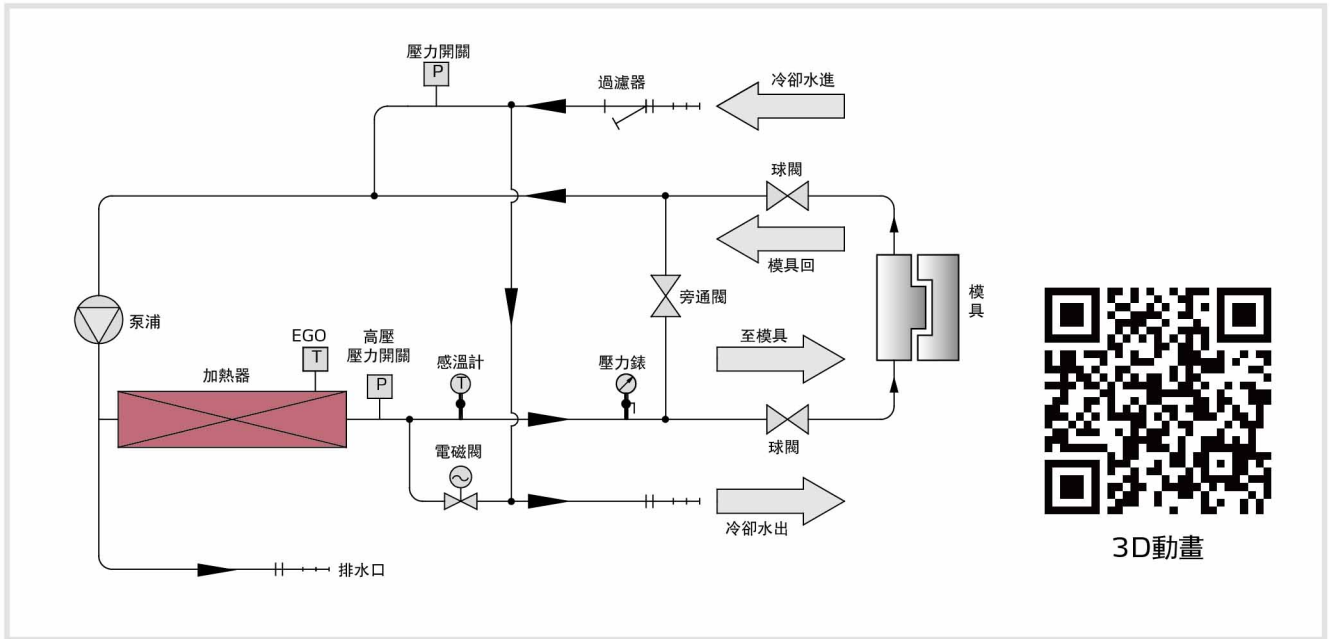 壓力開關
P
過濾器
冷卻水進
球閥
模具回
模具
旁通閥
泵浦
EGO
T
高壓
壓力開關
P
加熱器
感溫計
T
壓力錶
至模具
球閥
電磁閥
冷卻水出
排水口
3D動畫